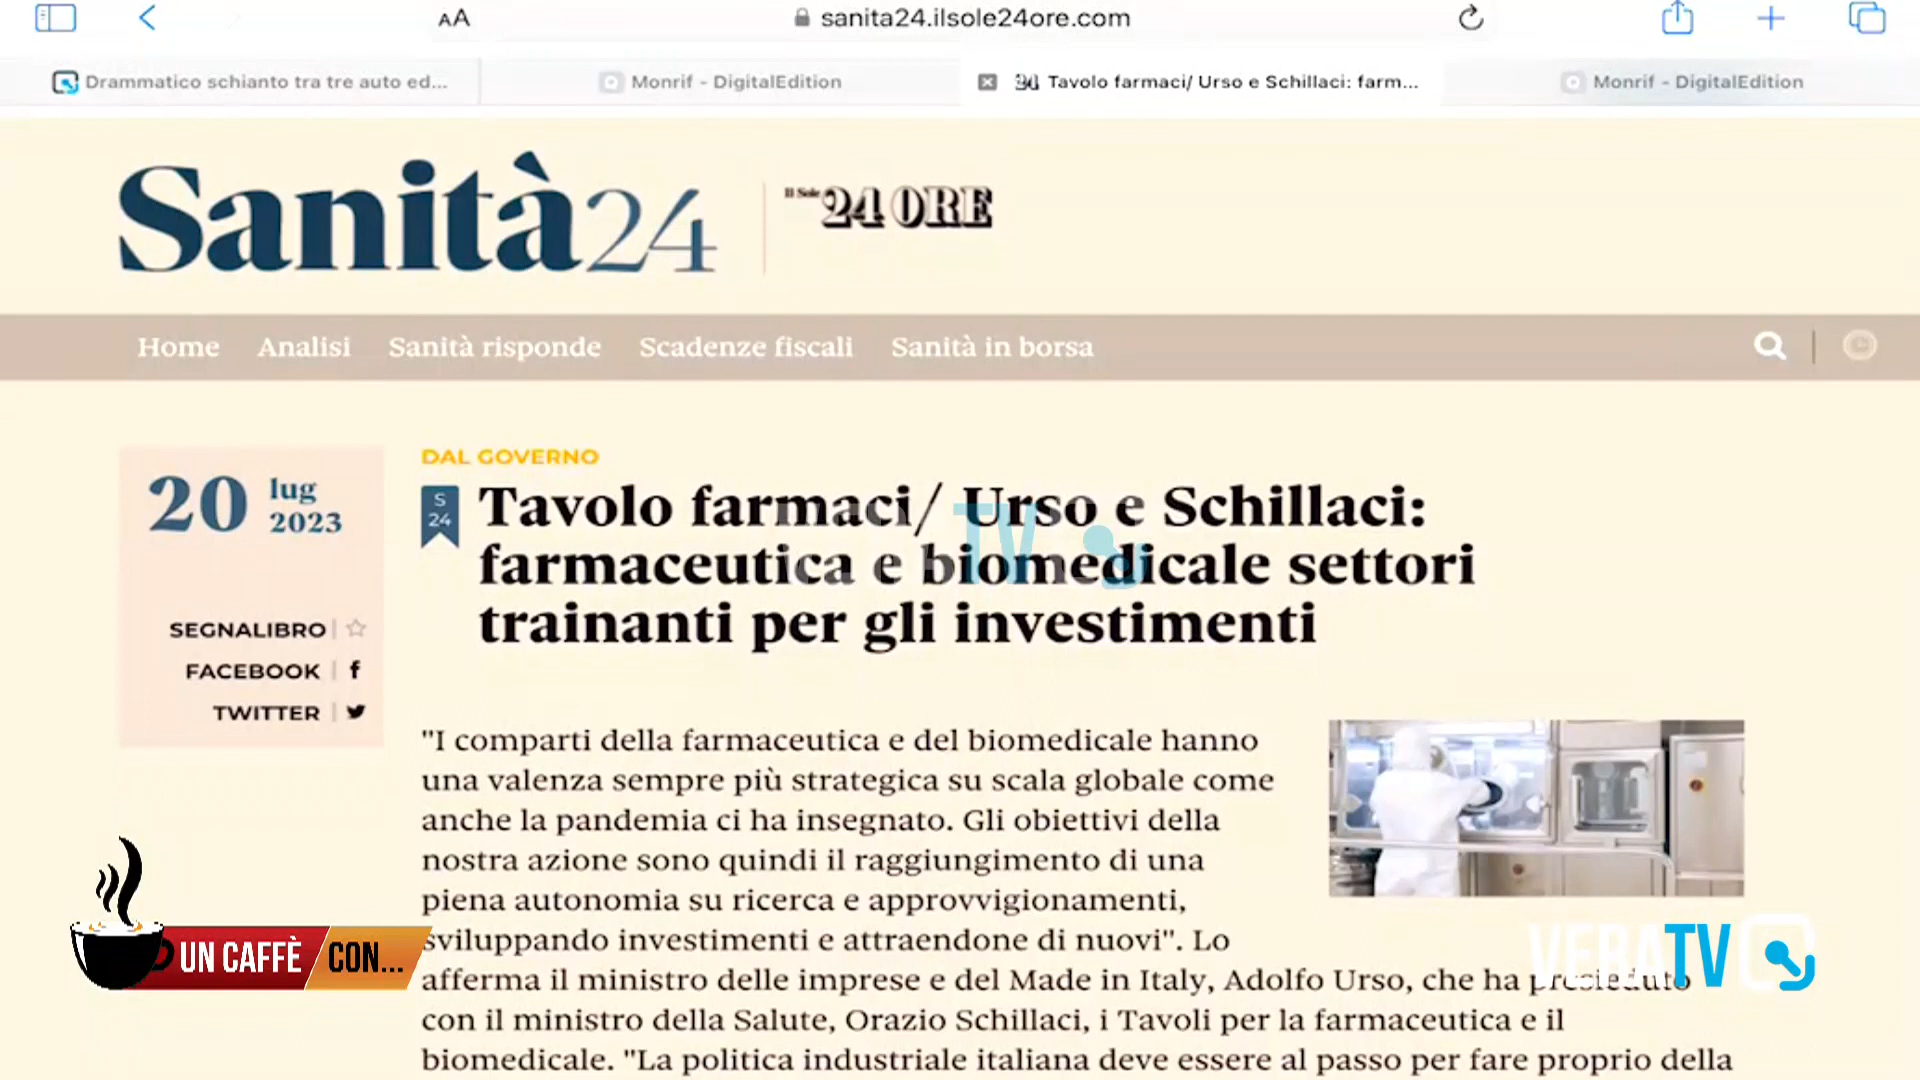 AA
sanita24.ilsole24ore.com
Drammatico schianto tra tre auto ed...
Monrif - DigitalEdition
24 Tavolo farmaci/ Urso e Schillaci: farm...
Monrif - DigitalEdition
Sanità24
Il Sole 24 ORE
Home
Analisi
Sanità risponde
Scadenze fiscali
Sanità in borsa
20 lug 2023
SEGNALIBRO
FACEBOOK
TWITTER
DAL GOVERNO
S 24
Tavolo farmaci/ Urso e Schillaci:
farmaceutica e biomedicale settori
trainanti per gli investimenti
TV
"I comparti della farmaceutica e del biomedicale hanno
una valenza sempre più strategica su scala globale come
anche la pandemia ci ha insegnato. Gli obiettivi della
nostra azione sono quindi il raggiungimento di una
piena autonomia su ricerca e approvvigionamenti,
sviluppando investimenti e attraendone di nuovi". Lo
afferma il ministro delle imprese e del Made in Italy, Adolfo Urso, che ha presieduto
con il ministro della Salute, Orazio Schillaci, i Tavoli per la farmaceutica e il
biomedicale. "La politica industriale italiana deve essere al passo per fare proprio della
UN CAFFÈ CON...
VERATV